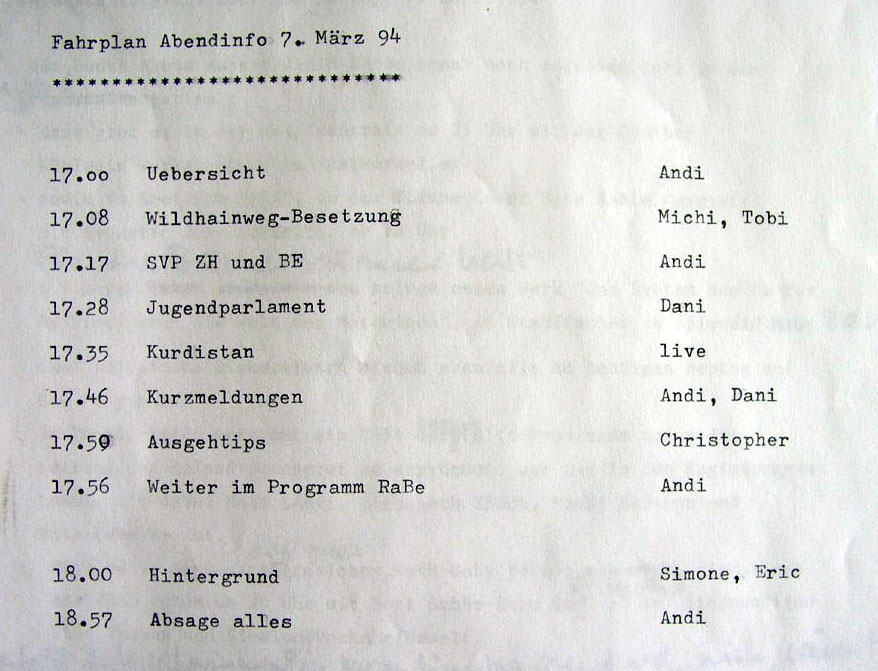 Fahrplan Abendinfo 7. März 94
******************************
17.oo Uebersicht Andi
17.08 Wildhainweg-Besetzung Michi, Tobi
17.17 SVP ZH und BE Andi
17.28 Jugendparlament Dani
17.35 Kurdistan live
17.46 Kurzmeldungen Andi, Dani
17.59 Ausgehtips Christopher
17.56 Weiter im Programm RaBe Andi
18.00 Hintergrund Simone, Eric
18.57 Absage alles Andi